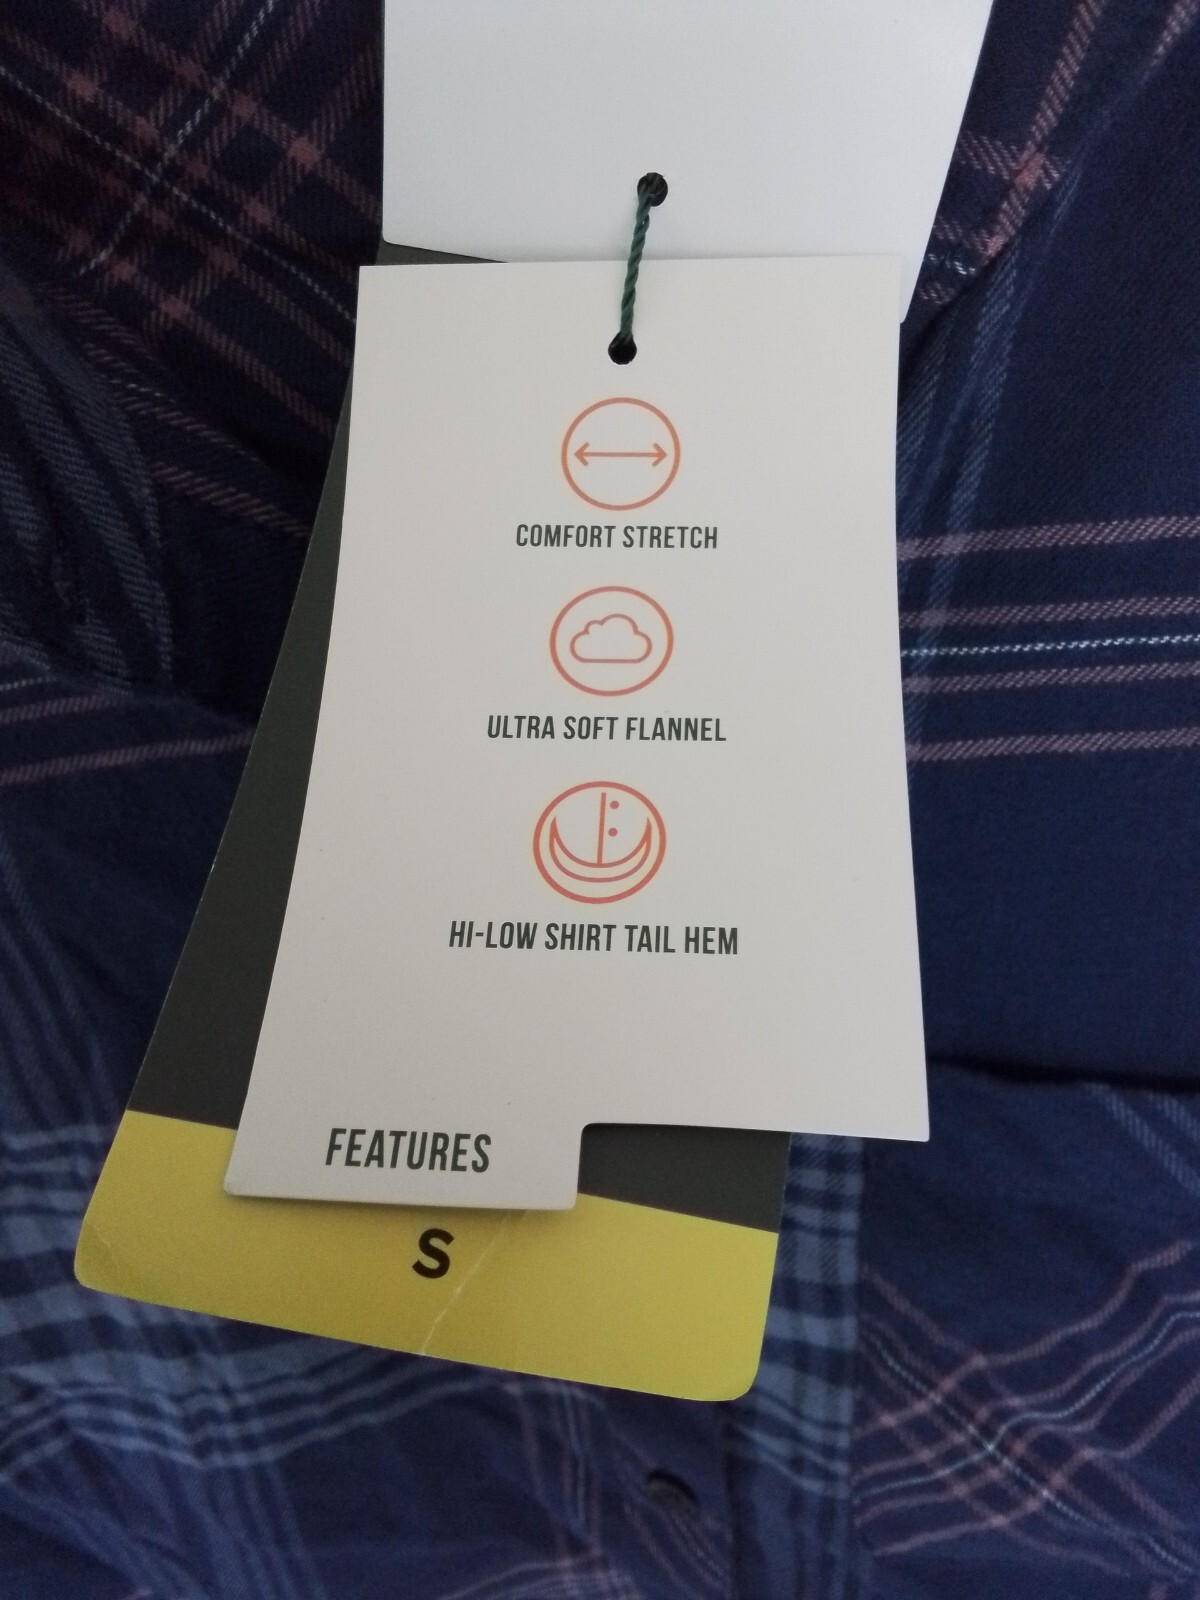 COMFORT STRETCH
ULTRA SOFT FLANNEL
HI-LOW SHIRT TAIL HEM
FEATURES
S